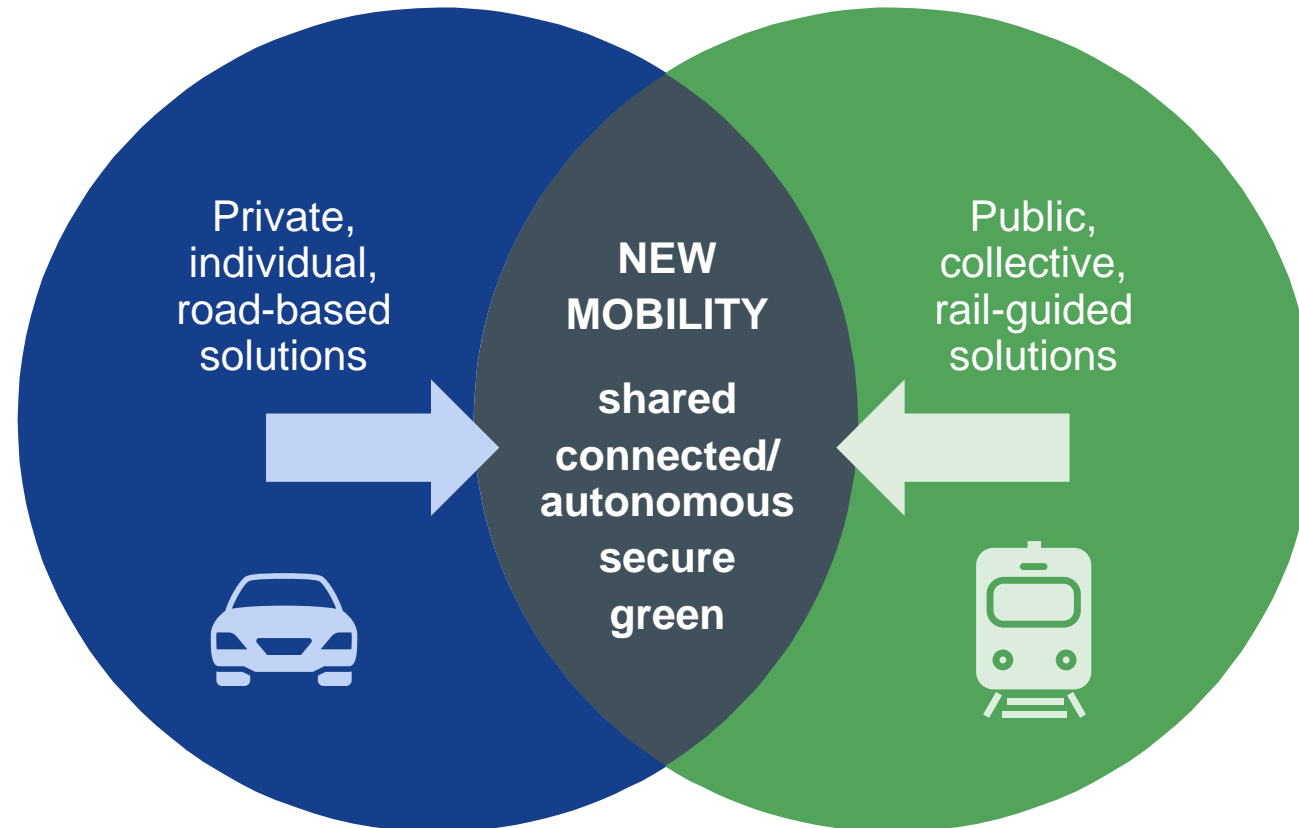 Private,
individual,
road-based
solutions
NEW
MOBILITY
shared
connected/
autonomous
secure
green
Public,
collective,
rail-guided
solutions